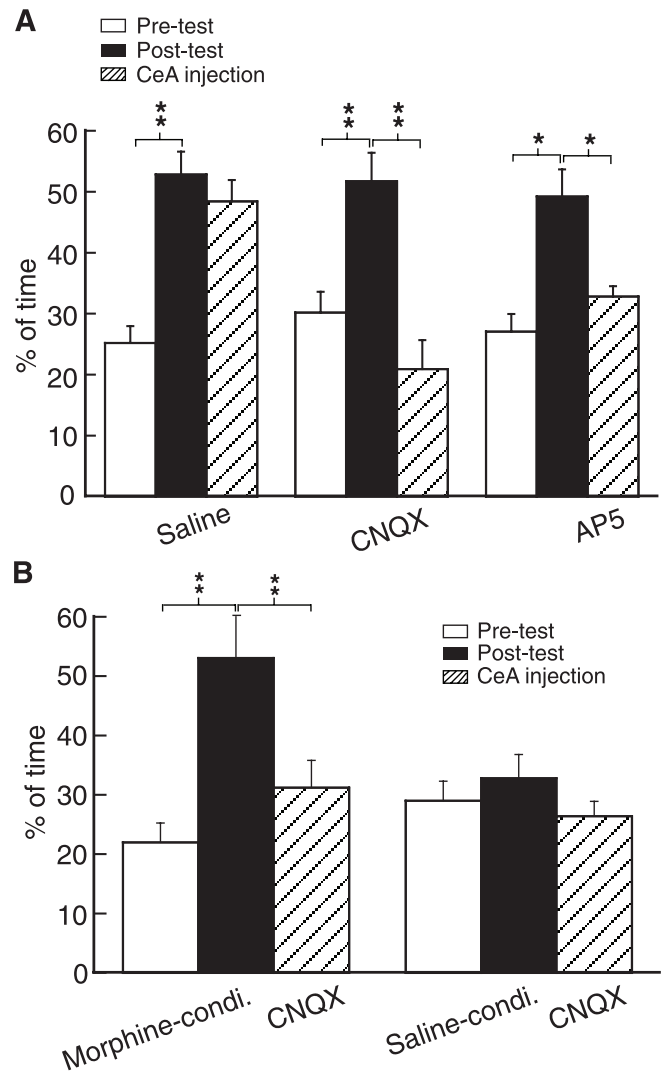 A
Pre-test
Post-test
CeA injection
** ** ** * *
60
50
40
30
20
10
0
% of time
Saline CNQX AP5
B
** **
Pre-test
Post-test
CeA injection
60
50
40
30
20
10
0
% of time
Morphine-condi. CNQX Saline-condi. CNQX